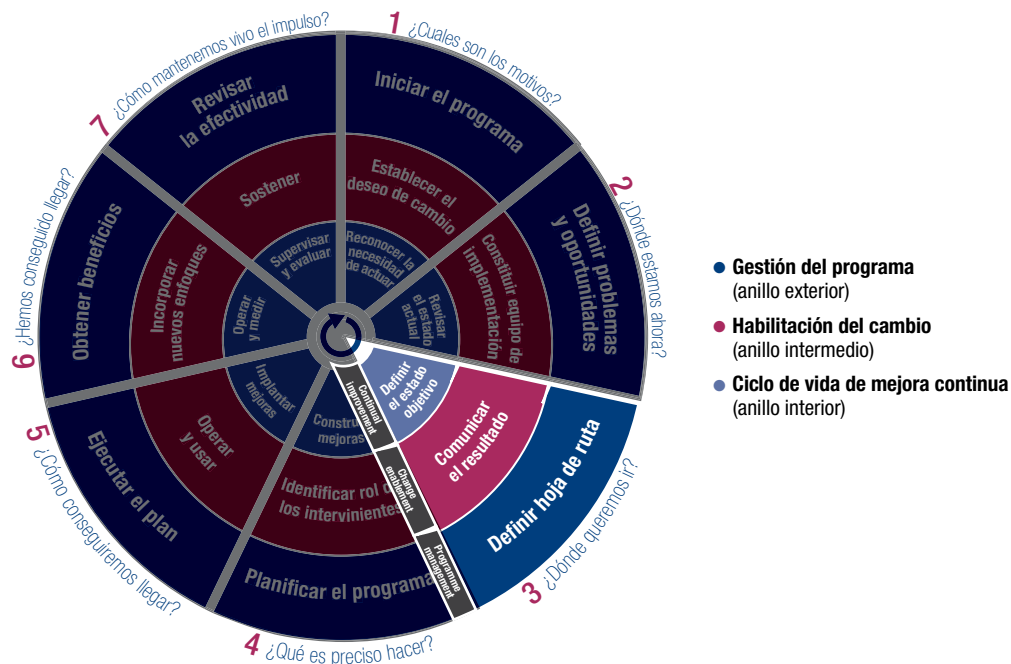 1 ¿Cuales son los motivos?
Iniciar el programa
Establecer el
deseo de cambio
Reconocer la
necesidad
de actuar
2 ¿Dónde estamos ahora?
Definir problemas
y oportunidades
Constituir equipo de
implementación
Revisar
el estado
actual
3 ¿Dónde queremos ir?
Definir hoja de ruta
Comunicar
el resultado
Definir
el estado
objetivo
Continual
improvement
Change
enablement
Programme
management
4 ¿Qué es preciso hacer?
Planificar el programa
Identificar rol d
los intervinientes
Constru
mejoras
5 ¿Cómo conseguiremos llegar?
Ejecutar el plan
Operar
y usar
Implantar
mejoras
6 ¿Hemos conseguido llegar?
Obtener beneficios
Incorporar
nuevos enfoques
Operar
y medir
7 ¿Cómo mantenemos vivo el impulso?
Revisar
la efectividad
Sostener
Supervisar
y evaluar
Gestión del programa
(anillo exterior)
Habilitación del cambio
(anillo intermedio)
Ciclo de vida de mejora continua
(anillo interior)